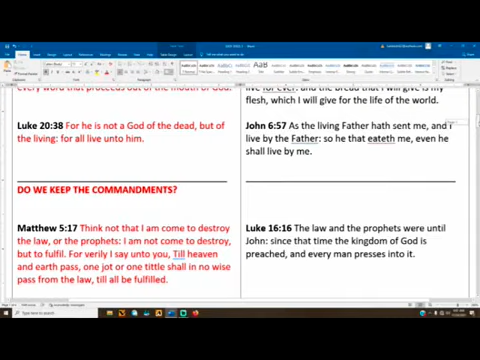 every word that proceeds out of the mouth of God.
Luke 20:38 For he is not a God of the dead, but of
the living: for all live unto him.
DO WE KEEP THE COMMANDMENTS?
Matthew 5:17 Think not that I am come to destroy
the law, or the prophets: I am not come to destroy,
but to fulfil. For verily I say unto you, Till heaven
and earth pass, one jot or one tittle shall in no wise
pass from the law, till all be fulfilled.
live for ever: and the bread that I will give is my
flesh, which I will give for the life of the world.
John 6:57 As the living Father hath sent me, and I
live by the Father: so he that eateth me, even he
shall live by me.
Luke 16:16 The law and the prophets were until
John: since that time the kingdom of God is
preached, and every man presses into it.
Type here to search